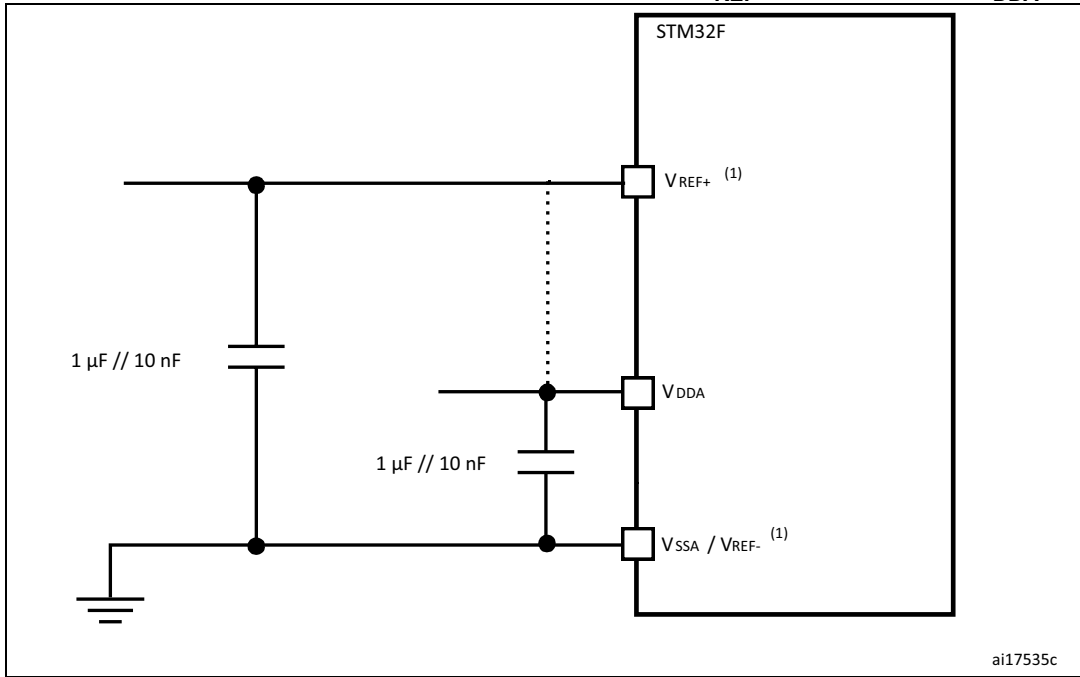 STM32F
VREF+ (1)
1 µF // 10 nF
VDDA
1 µF // 10 nF
VSSA / VREF- (1)
ai17535c